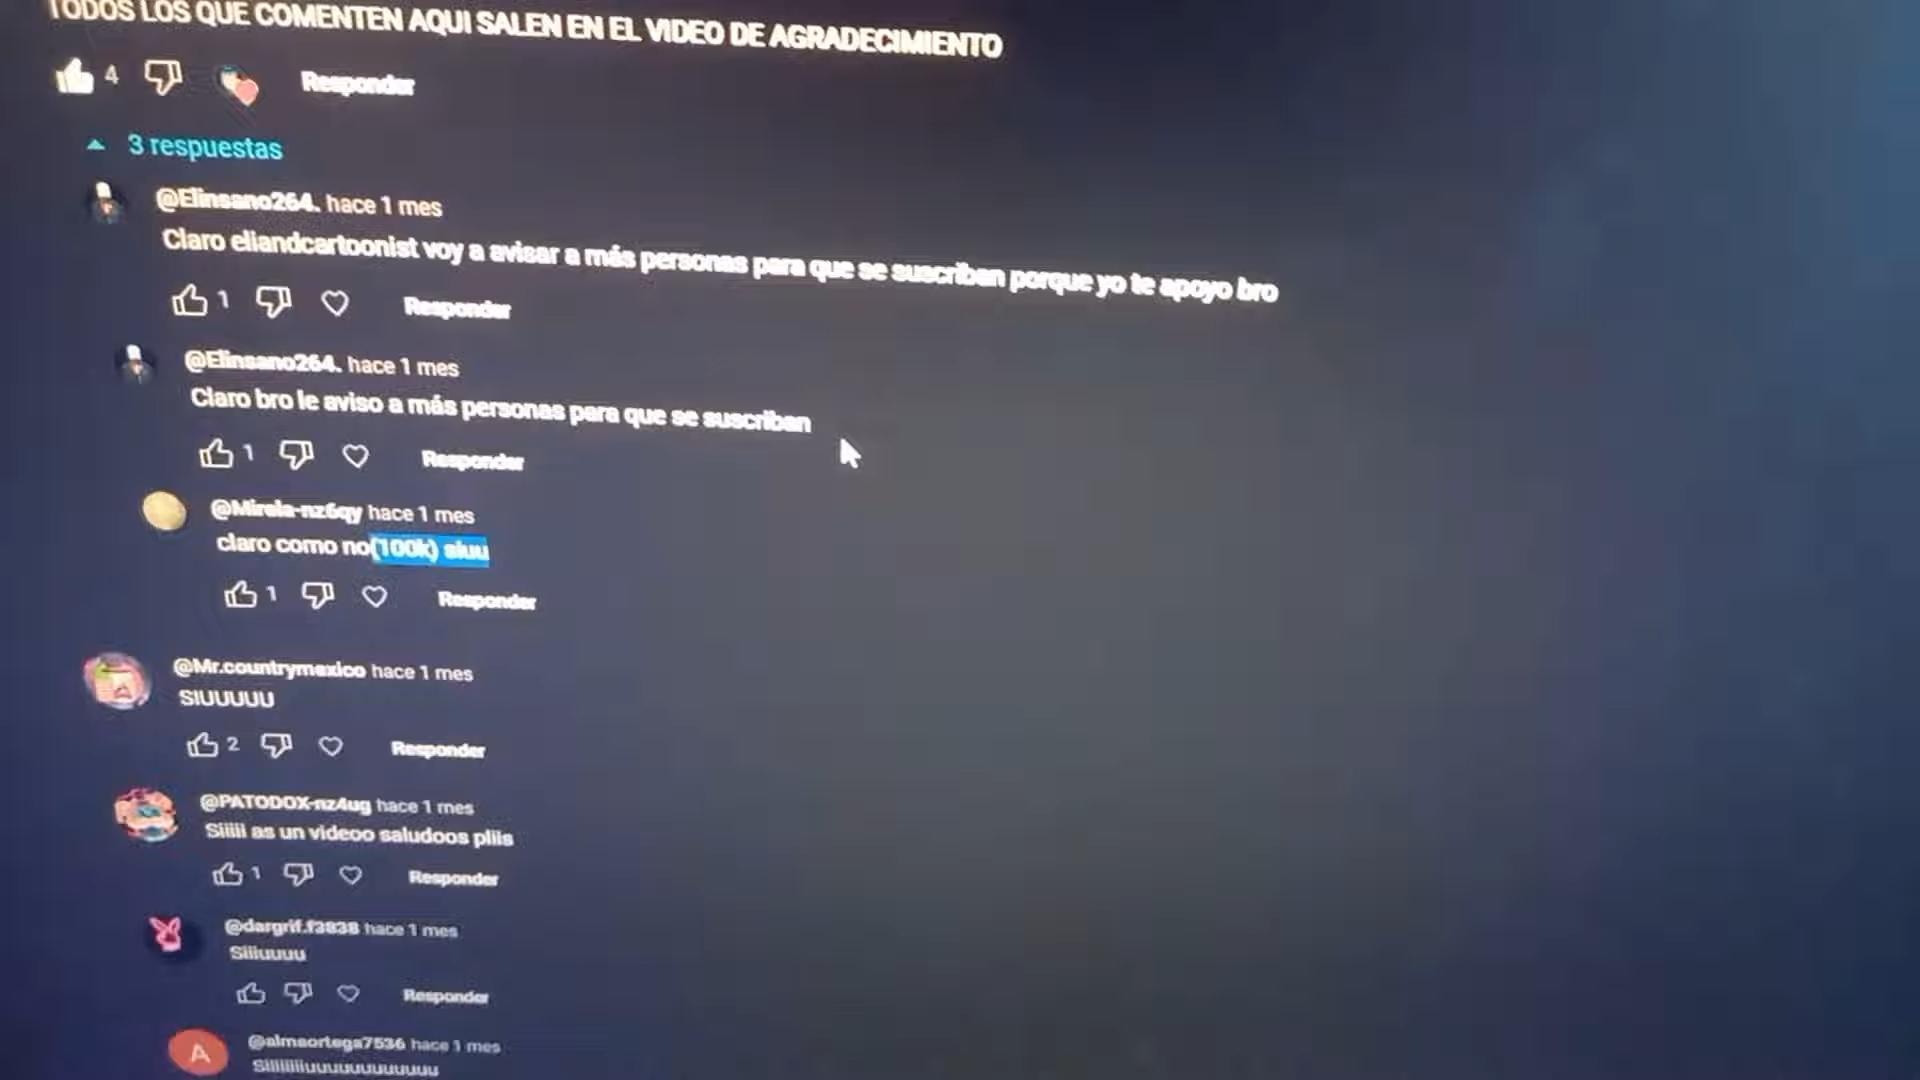 TODOS LOS QUE COMENTEN AQUI SALEN EN EL VIDEO DE AGRADECIMIENTO
4 Responder
3 respuestas
@Elinsano264. hace 1 mes
Claro eliandcartoonist voy a avisar a más personas para que se suscriban porque yo te apoyo bro
1 Responder
@Elinsano264. hace 1 mes
Claro bro le aviso a más personas para que se suscriban
1 Responder
@Mirela-nz6qy hace 1 mes
claro como no(100k) siuu
1 Responder
@Mr.countrymexico hace 1 mes
SIUUUUU
2 Responder
@PATODOX-nz4ug hace 1 mes
Siiiii as un videoo saludoos pliis
1 Responder
@dargrif.f3838 hace 1 mes
Siiiuuuu
Responder
A @almaortega7536 hace 1 mes